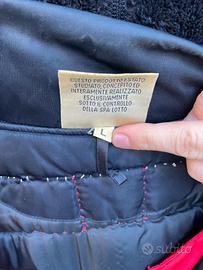 QUESTO PRODOTTO È STATO
STUDIATO, CONCEPITO ED
INTERAMENTE REALIZZATO
ESCLUSIVAMENTE
SOTTO IL CONTROLLO
DELLA SPA LOTTO
L
subito